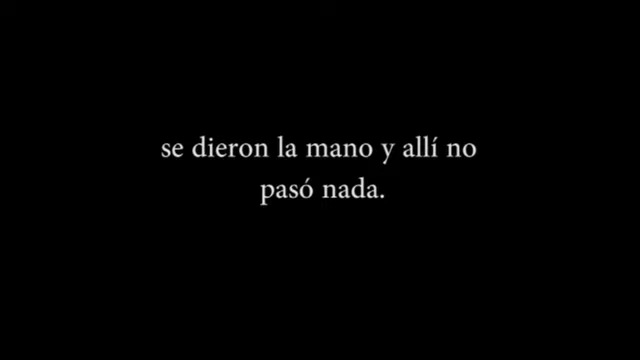 se dieron la mano y allí no
pasó nada.